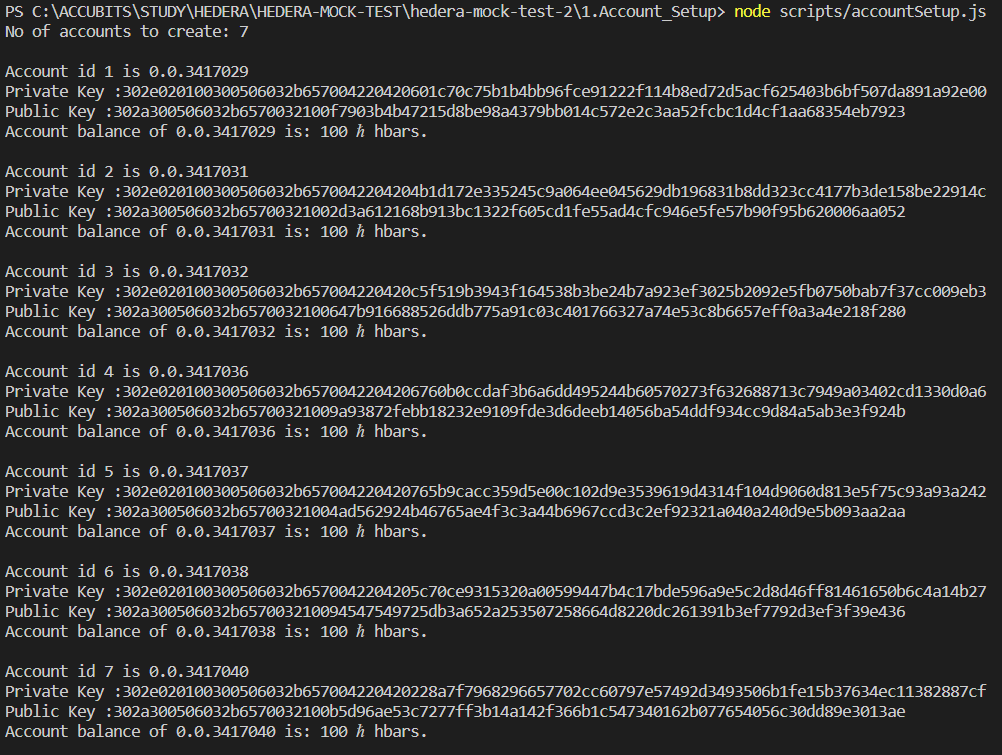 PS C:\ACCUBITS\STUDY\HEDERA\HEDERA-MOCK-TEST\hedera-mock-test-2\1.Account_Setup> node scripts/accountSetup.js
No of accounts to create: 7
Account id 1 is 0.0.3417029
Private Key :302e020100300506032b657004220420601c70c75b1b4bb96fce91222f114b8ed72d5acf625403b6bf507da891a92e00
Public Key :302a300506032b6570032100f7903b4b47215d8be98a4379bb014c572e2c3aa52fcbc1d4cf1aa68354eb7923
Account balance of 0.0.3417029 is: 100 ℏ hbars.
Account id 2 is 0.0.3417031
Private Key :302e020100300506032b6570042204204b1d172e335245c9a064ee045629db196831b8dd323cc4177b3de158be22914c
Public Key :302a300506032b65700321002d3a612168b913bc1322f605cd1fe55ad4cfc946e5fe57b90f95b620006aa052
Account balance of 0.0.3417031 is: 100 ℏ hbars.
Account id 3 is 0.0.3417032
Private Key :302e020100300506032b657004220420c5f519b3943f164538b3be24b7a923ef3025b2092e5fb0750bab7f37cc009eb3
Public Key :302a300506032b6570032100647b916688526ddb775a91c03c401766327a74e53c8b6657eff0a3a4e218f280
Account balance of 0.0.3417032 is: 100 ℏ hbars.
Account id 4 is 0.0.3417036
Private Key :302e020100300506032b6570042204206760b0ccdaf3b6a6dd495244b60570273f632688713c7949a03402cd1330d0a6
Public Key :302a300506032b65700321009a93872febb18232e9109fde3d6deeb14056ba54ddf934cc9d84a5ab3e3f924b
Account balance of 0.0.3417036 is: 100 ℏ hbars.
Account id 5 is 0.0.3417037
Private Key :302e020100300506032b657004220420765b9cacc359d5e00c102d9e3539619d4314f104d9060d813e5f75c93a93a242
Public Key :302a300506032b65700321004ad562924b46765ae4f3c3a44b6967ccd3c2ef92321a040a240d9e5b093aa2aa
Account balance of 0.0.3417037 is: 100 ℏ hbars.
Account id 6 is 0.0.3417038
Private Key :302e020100300506032b6570042204205c70ce9315320a00599447b4c17bde596a9e5c2d8d46ff81461650b6c4a14b27
Public Key :302a300506032b657003210094547549725db3a652a253507258664d8220dc261391b3ef7792d3ef3f39e436
Account balance of 0.0.3417038 is: 100 ℏ hbars.
Account id 7 is 0.0.3417040
Private Key :302e020100300506032b657004220420228a7f7968296657702cc60797e57492d3493506b1fe15b37634ec11382887cf
Public Key :302a300506032b6570032100b5d96ae53c7277ff3b14a142f366b1c547340162b077654056c30dd89e3013ae
Account balance of 0.0.3417040 is: 100 ℏ hbars.